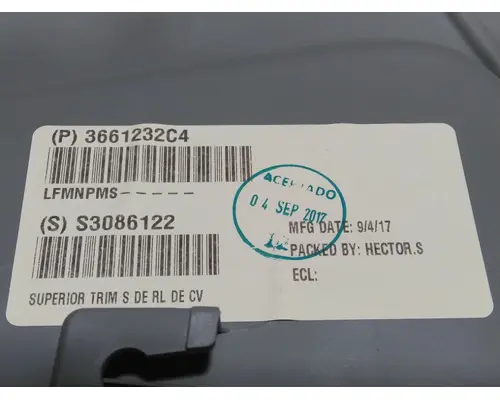 (P) 3661232C4
LFMNPMS-----
(S) S3086122
SUPERIOR TRIM S DE RL DE CV
ACEPTADO
04 SEP 2017
MFG DATE: 9/4/17
PACKED BY: HECTOR.S
ECL: